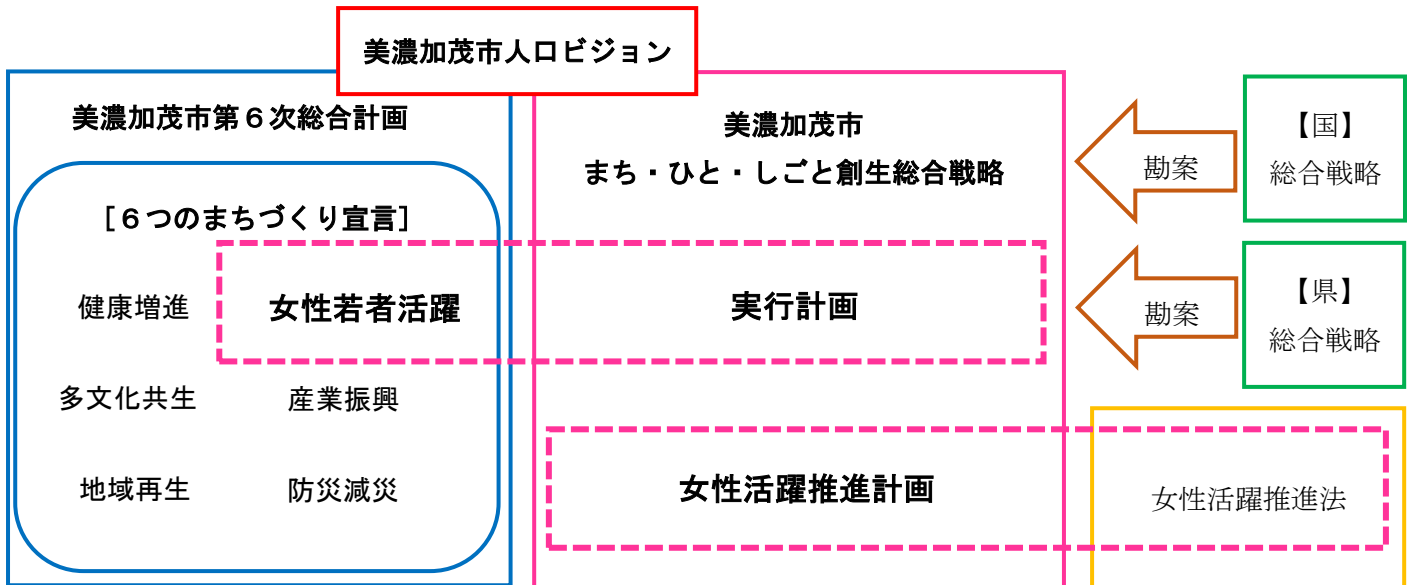 美濃加茂市人口ビジョン
美濃加茂市第６次総合計画
［６つのまちづくり宣言］
健康増進
女性若者活躍
多文化共生
産業振興
地域再生
防災減災
美濃加茂市
まち・ひと・しごと創生総合戦略
実行計画
女性活躍推進計画
勘案
【国】
総合戦略
勘案
【県】
総合戦略
女性活躍推進法